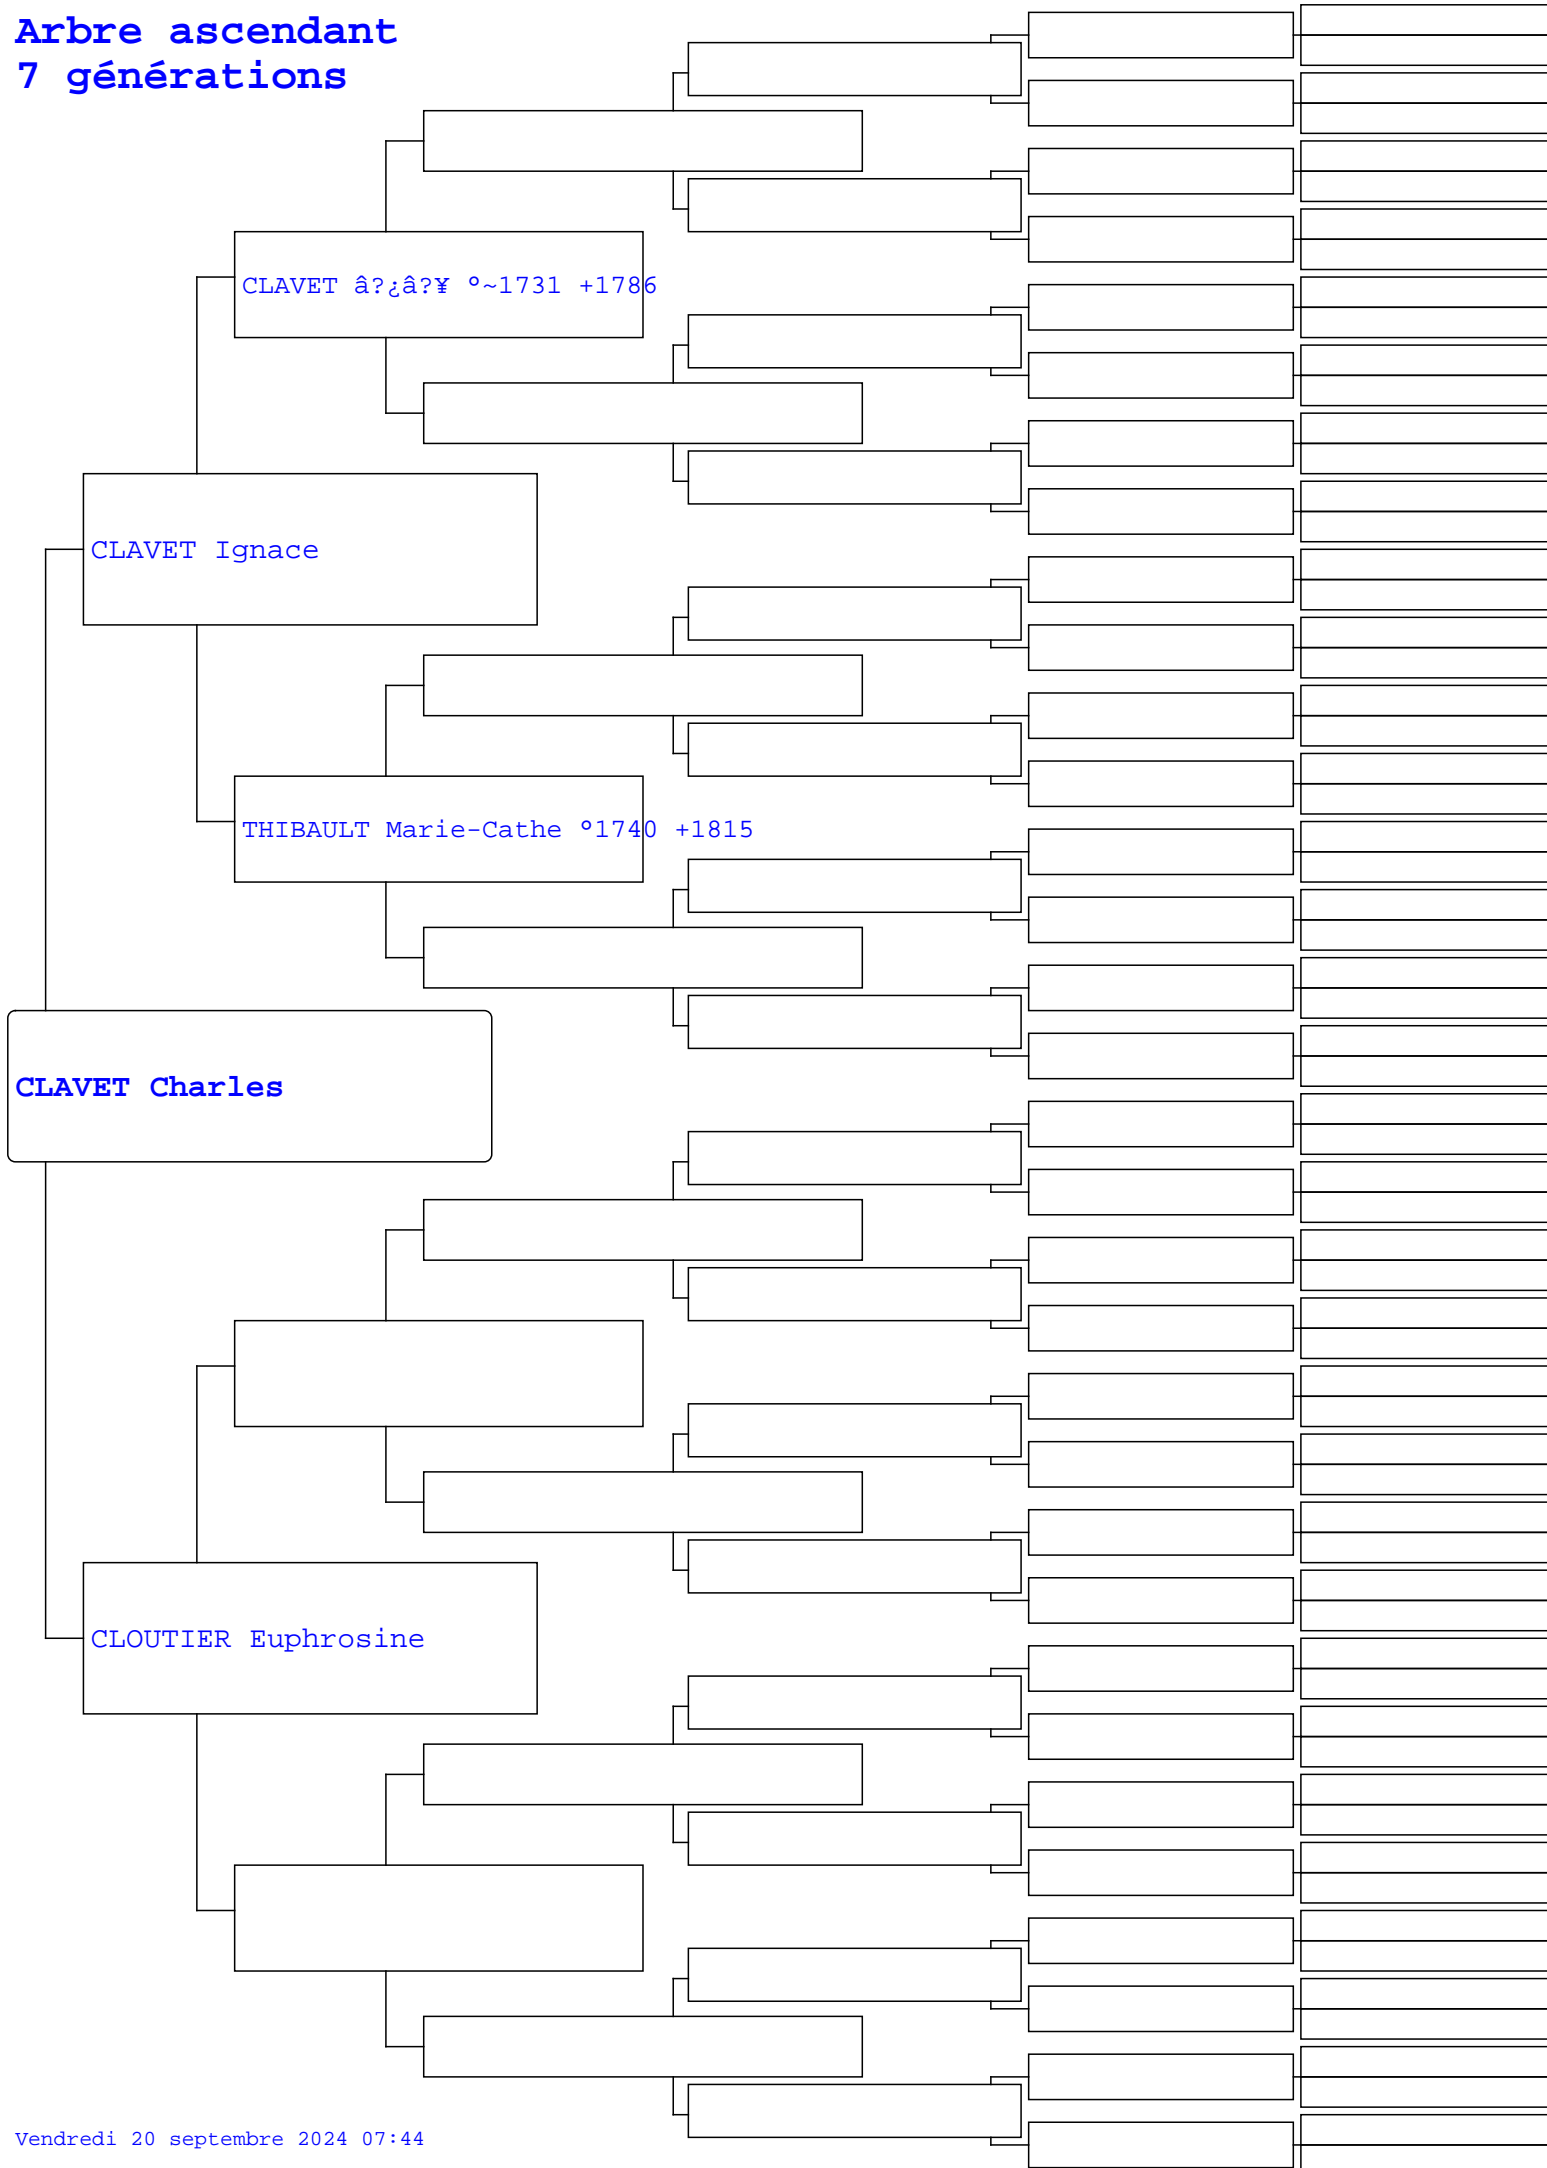 Arbre ascendant
7 générations
CLAVET â?¿â?¥ °~1731 +1786
CLAVET Ignace
THIBAULT Marie-Cathe °1740 +1815
CLAVET Charles
CLOUTIER Euphrosine
Vendredi 20 septembre 2024 07:44